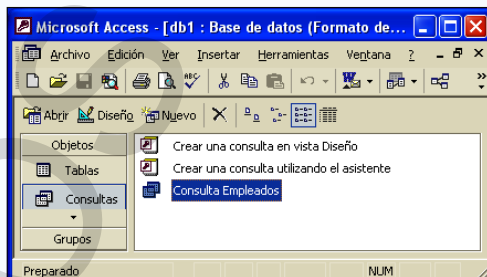 Microsoft Access - [db1 : Base de datos (Formato de...
Archivo Edición Ver Insertar Herramientas Ventana ?
Abrir Diseño Nuevo
Objetos
Tablas
Consultas
Grupos
Crear una consulta en vista Diseño
Crear una consulta utilizando el asistente
Consulta Empleados
Preparado NUM